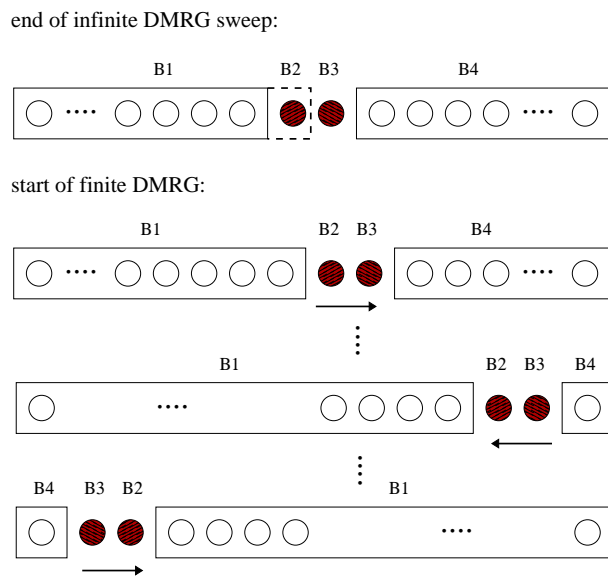 end of infinite DMRG sweep:
B1 B2 B3 B4
start of finite DMRG:
B1 B2 B3 B4
B1 B2 B3 B4
B4 B3 B2 B1